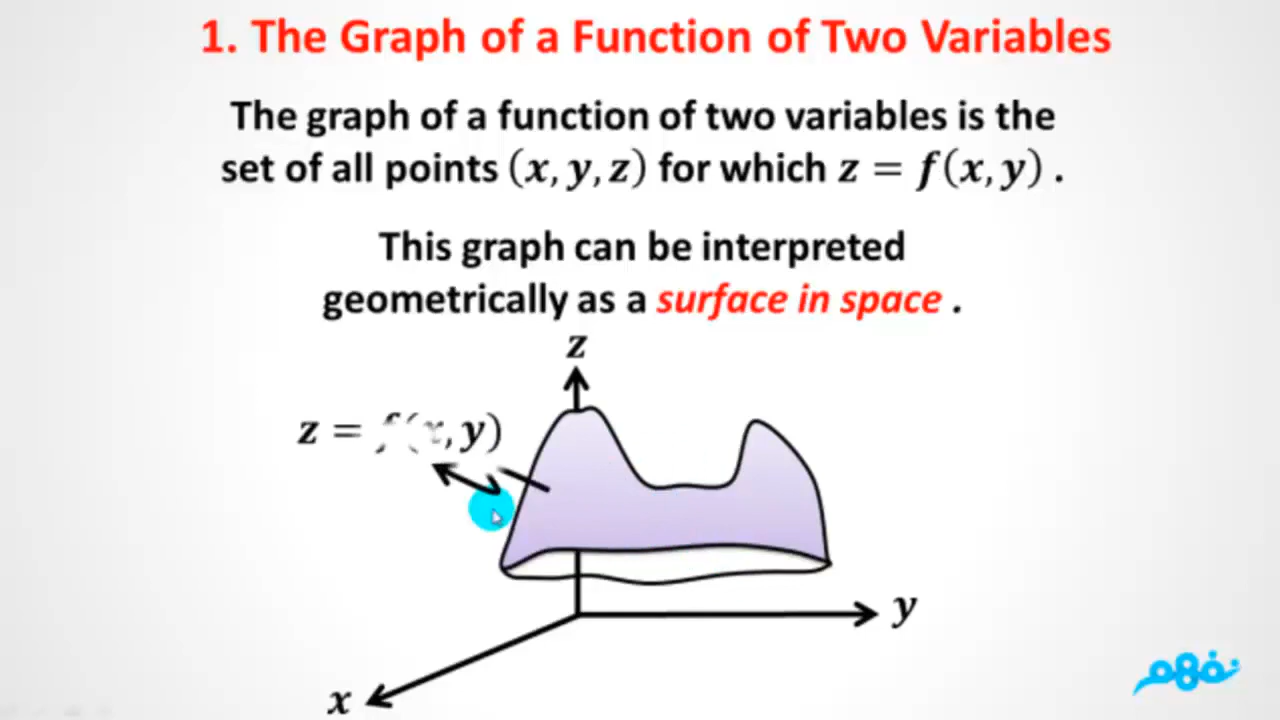 1. The Graph of a Function of Two Variables
The graph of a function of two variables is the
set of all points (x, y, z) for which z = f(x, y) .
This graph can be interpreted
geometrically as a surface in space .
z
z = f(x, y)
y
x
نفهم